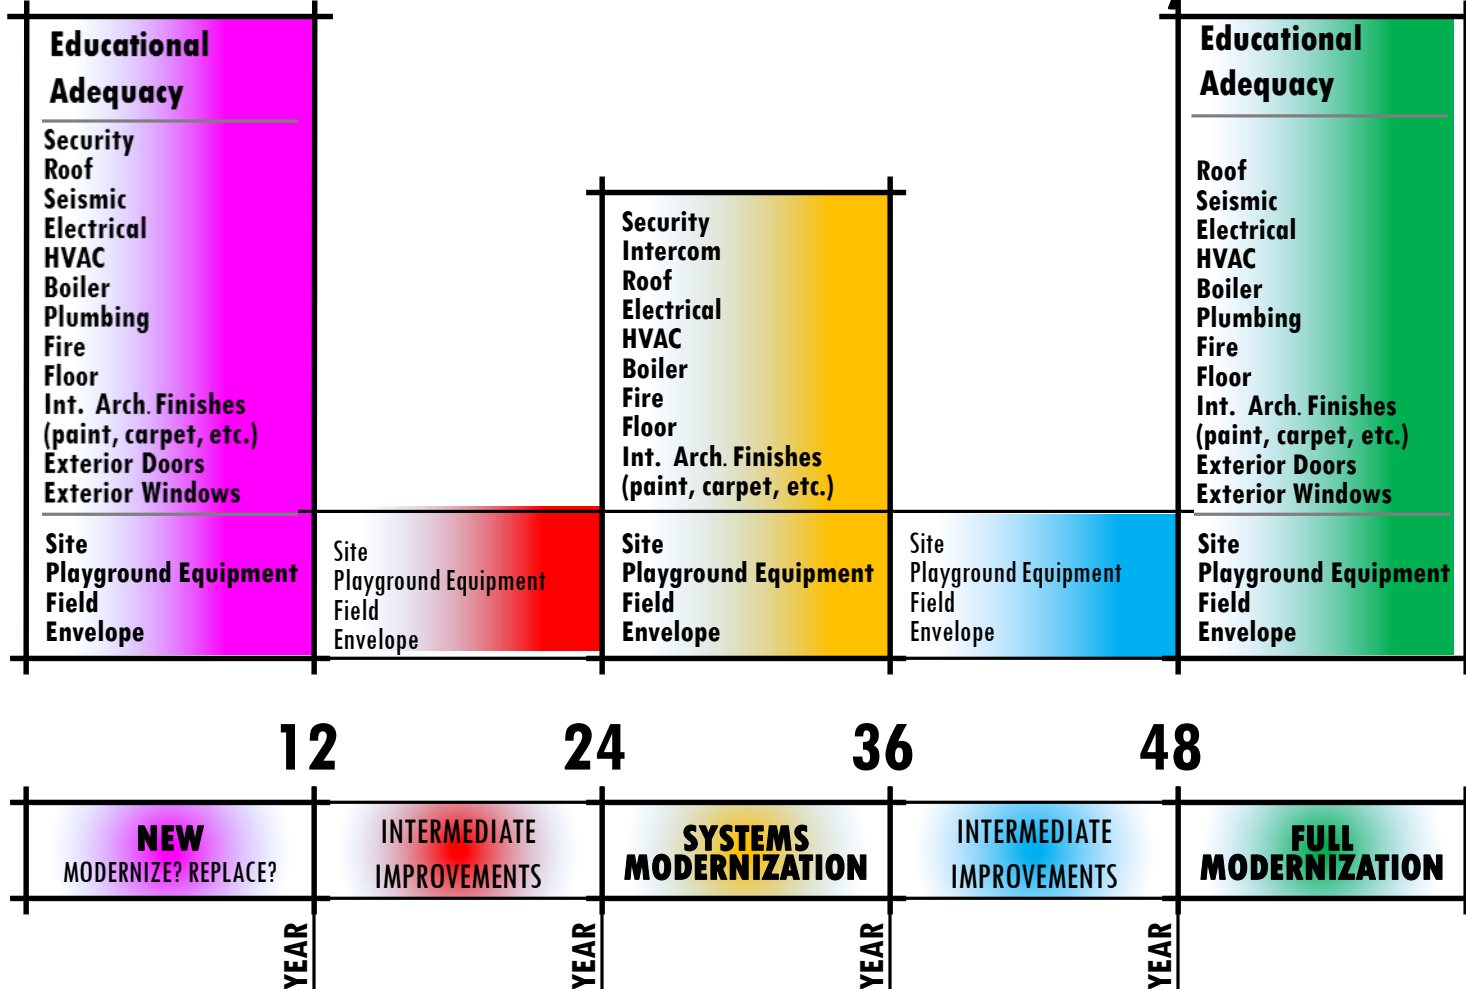 Educational
Adequacy
Security
Roof
Seismic
Electrical
HVAC
Boiler
Plumbing
Fire
Floor
Int. Arch. Finishes
(paint, carpet, etc.)
Exterior Doors
Exterior Windows
Site
Playground Equipment
Field
Envelope
Site
Playground Equipment
Field
Envelope
Security
Intercom
Roof
Electrical
HVAC
Boiler
Fire
Floor
Int. Arch. Finishes
(paint, carpet, etc.)
Site
Playground Equipment
Field
Envelope
Site
Playground Equipment
Field
Envelope
Educational
Adequacy
Roof
Seismic
Electrical
HVAC
Boiler
Plumbing
Fire
Floor
Int. Arch. Finishes
(paint, carpet, etc.)
Exterior Doors
Exterior Windows
Site
Playground Equipment
Field
Envelope
12
24
36
48
NEW
MODERNIZE? REPLACE?
INTERMEDIATE
IMPROVEMENTS
SYSTEMS
MODERNIZATION
INTERMEDIATE
IMPROVEMENTS
FULL
MODERNIZATION
YEAR
YEAR
YEAR
YEAR